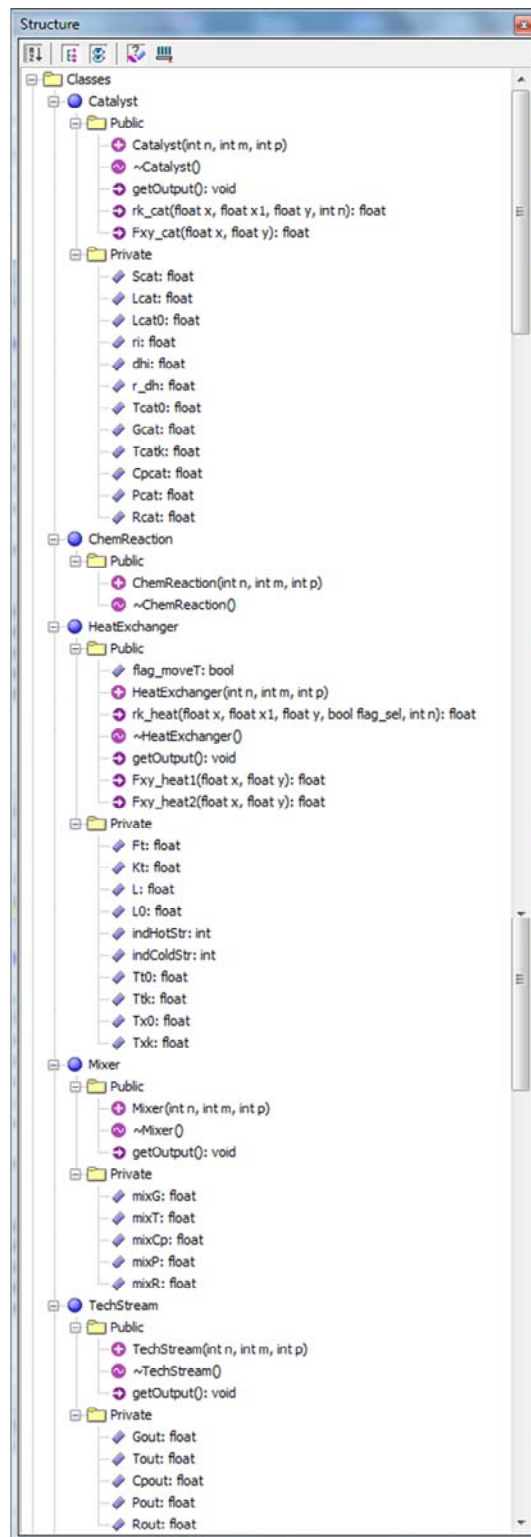 Structure
Classes
Catalyst
Public
Catalyst(int n, int m, int p)
~Catalyst()
getOutput(): void
rk_cat(float x, float x1, float y, int n): float
Fxy_cat(float x, float y): float
Private
Scat: float
Lcat: float
Lcat0: float
ri: float
dhi: float
r_dh: float
Tcat0: float
Gcat: float
Tcatk: float
Cpcat: float
Pcat: float
Rcat: float
ChemReaction
Public
ChemReaction(int n, int m, int p)
~ChemReaction()
HeatExchanger
Public
flag_moveT: bool
HeatExchanger(int n, int m, int p)
rk_heat(float x, float x1, float y, bool flag_sel, int n): float
~HeatExchanger()
getOutput(): void
Fxy_heat1(float x, float y): float
Fxy_heat2(float x, float y): float
Private
Ft: float
Kt: float
L: float
L0: float
indHotStr: int
indColdStr: int
Tt0: float
Ttk: float
Tx0: float
Txk: float
Mixer
Public
Mixer(int n, int m, int p)
~Mixer()
getOutput(): void
Private
mixG: float
mixT: float
mixCp: float
mixP: float
mixR: float
TechStream
Public
TechStream(int n, int m, int p)
~TechStream()
getOutput(): void
Private
Gout: float
Tout: float
Cpout: float
Pout: float
Rout: float